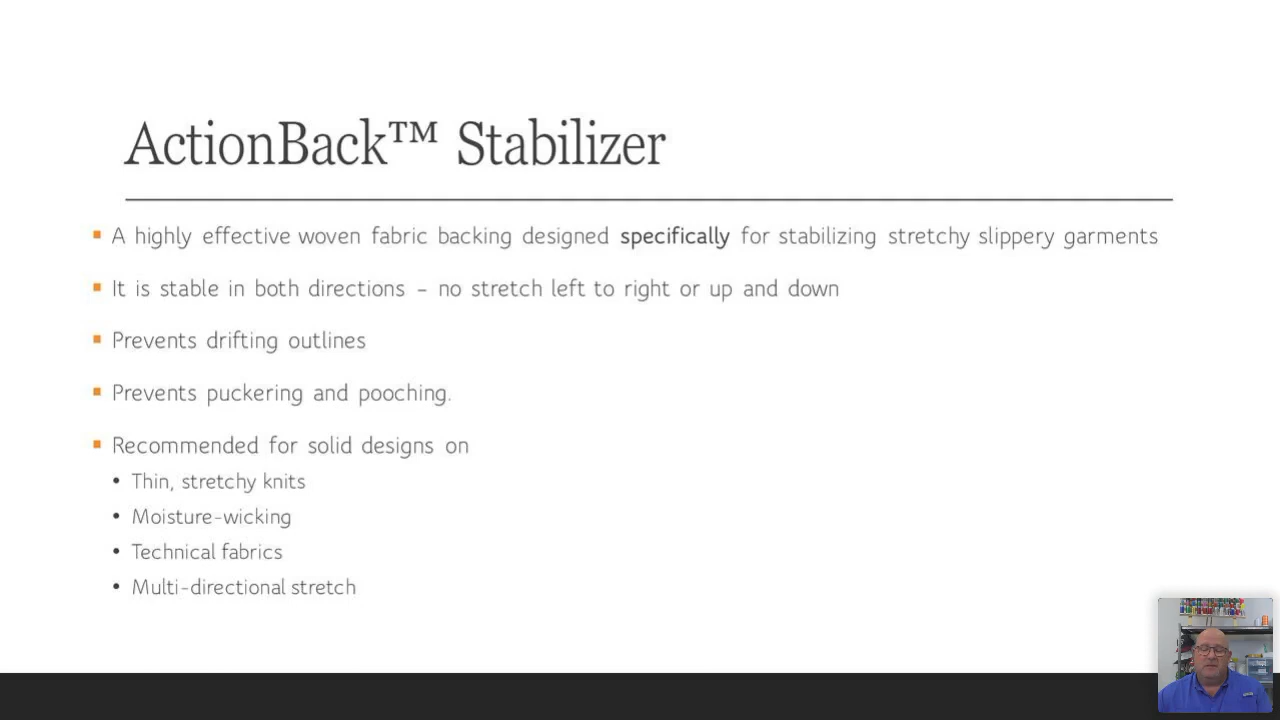 ActionBack™ Stabilizer
A highly effective woven fabric backing designed specifically for stabilizing stretchy slippery garments
It is stable in both directions – no stretch left to right or up and down
Prevents drifting outlines
Prevents puckering and pooching.
Recommended for solid designs on
Thin, stretchy knits
Moisture-wicking
Technical fabrics
Multi-directional stretch